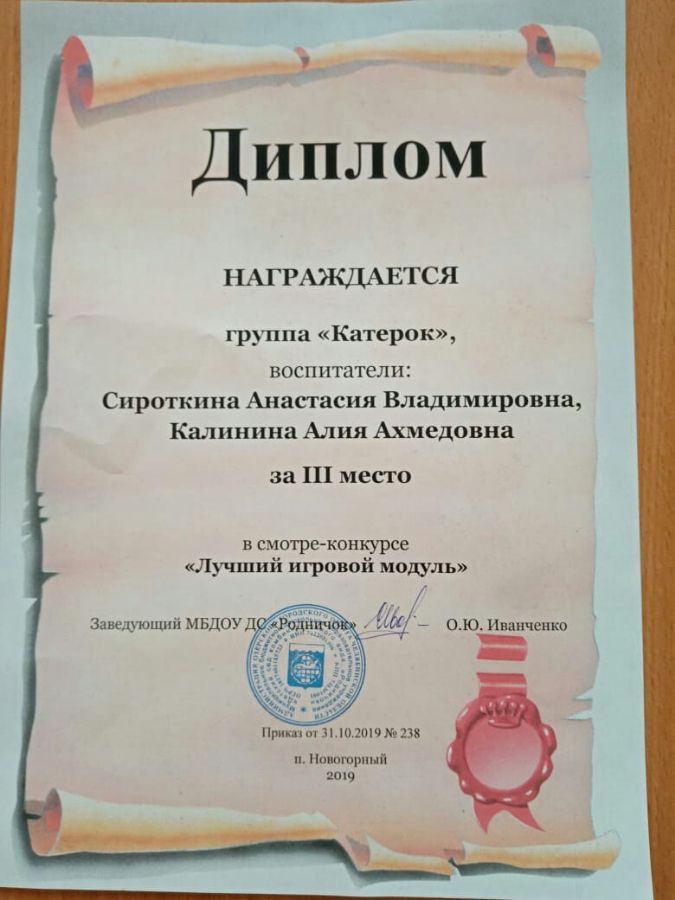 Диплом
НАГРАЖДАЕТСЯ
группа «Катерок»,
воспитатели:
Сироткина Анастасия Владимировна,
Калинина Алия Ахмедовна
за III место
в смотре-конкурсе
«Лучший игровой модуль»
Заведующий МБДОУ ДС «Родничок» О.Ю. Иванченко
Приказ от 31.10.2019 № 238
п. Новогорный
2019